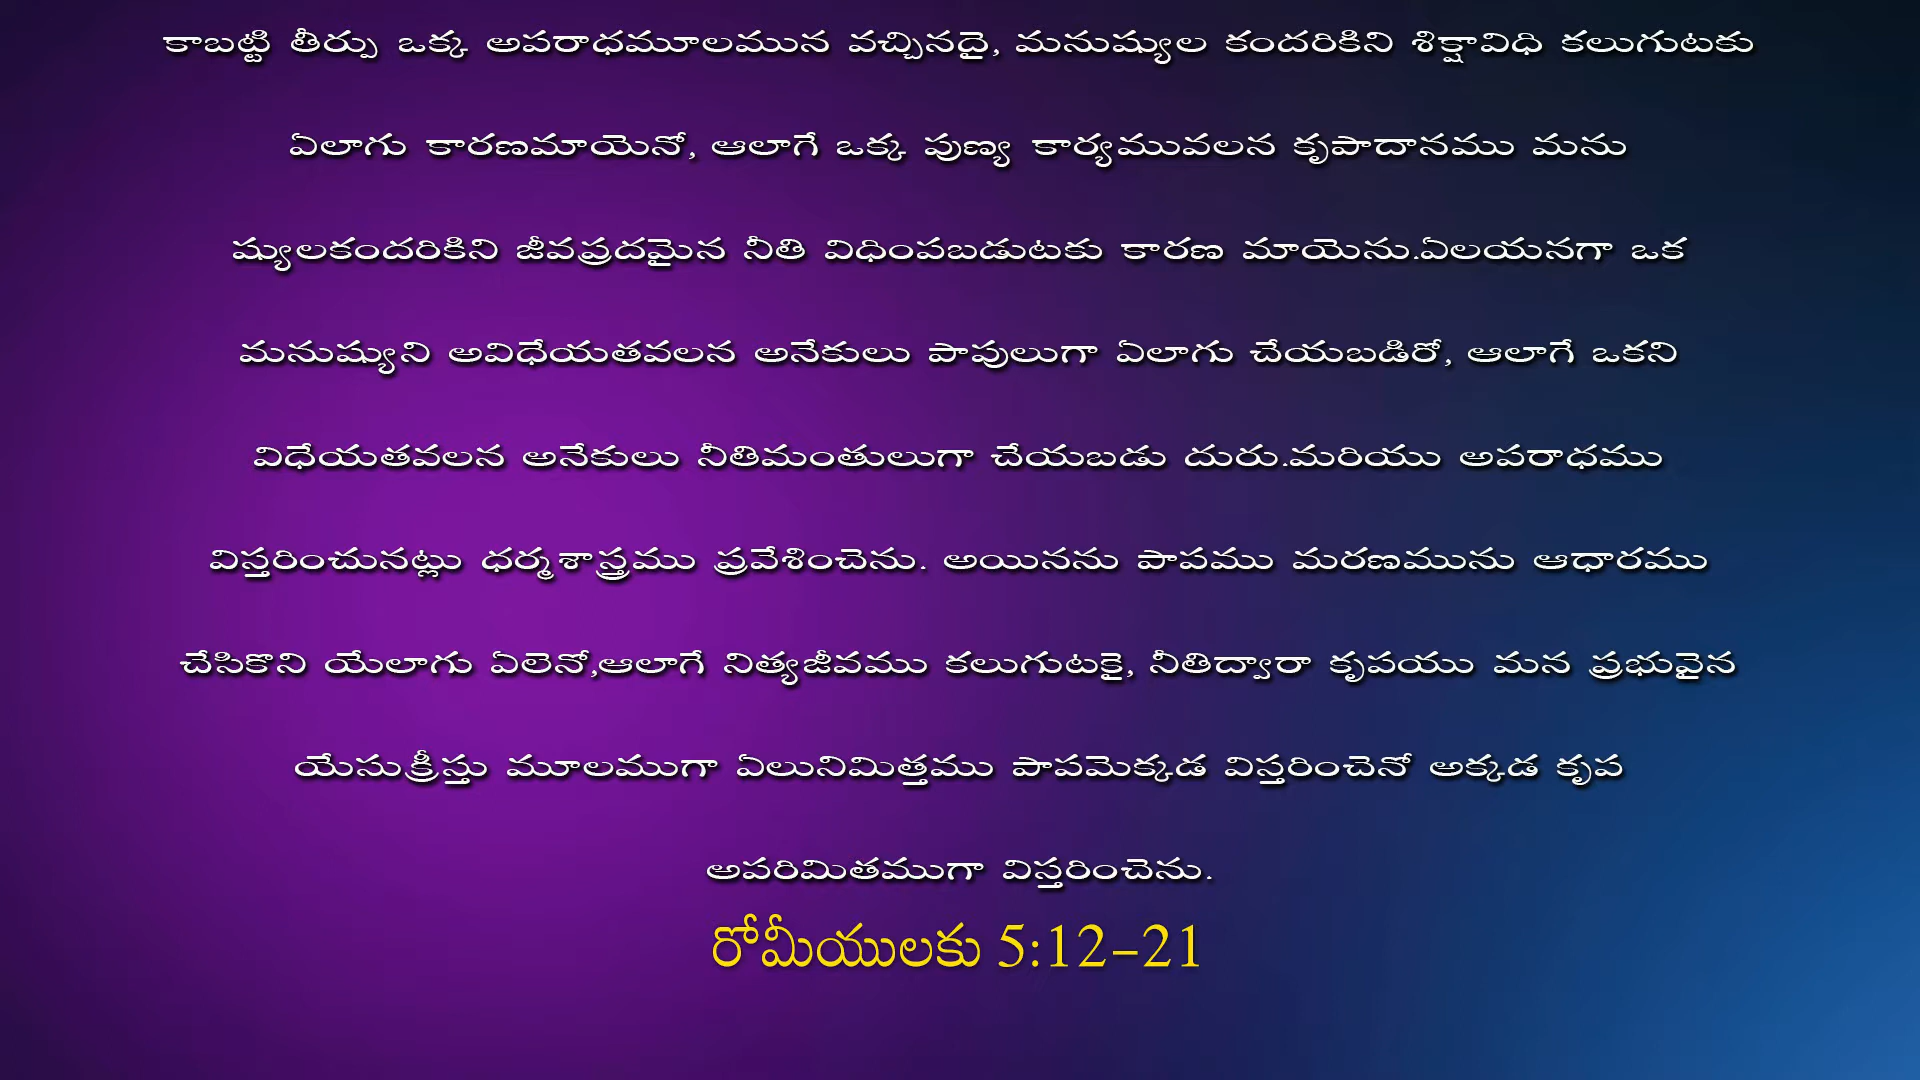 కాబట్టి తీర్పు ఒక్క అపరాధమూలమున వచ్చినదై, మనుష్యుల కందరికిని శిక్షావిధి కలుగుటకు
ఏలాగు కారణమాయెనో, ఆలాగే ఒక్క పుణ్య కార్యమువలన కృపాదానము మను
ష్యులకందరికిని జీవప్రదమైన నీతి విధింపబడుటకు కారణ మాయెను.ఏలయనగా ఒక
మనుష్యుని అవిధేయతవలన అనేకులు పాపులుగా ఏలాగు చేయబడిరో, ఆలాగే ఒకని
విధేయతవలన అనేకులు నీతిమంతులుగా చేయబడు దురు.మరియు అపరాధము
విస్తరించునట్లు ధర్మశాస్త్రము ప్రవేశించెను. అయినను పాపము మరణమును ఆధారము
చేసికొని యేలాగు ఏలెనో,ఆలాగే నిత్యజీవము కలుగుటకై, నీతిద్వారా కృపయు మన ప్రభువైన
యేసుక్రీస్తు మూలముగా ఏలునిమిత్తము పాపమెక్కడ విస్తరించెనో అక్కడ కృప
అపరిమితముగా విస్తరించెను.
రోమీయులకు 5:12-21